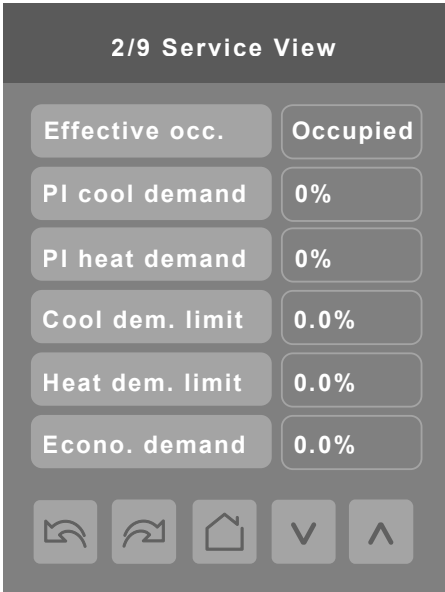 2/9 Service View
Effective occ. Occupied
PI cool demand 0%
PI heat demand 0%
Cool dem. limit 0.0%
Heat dem. limit 0.0%
Econo. demand 0.0%